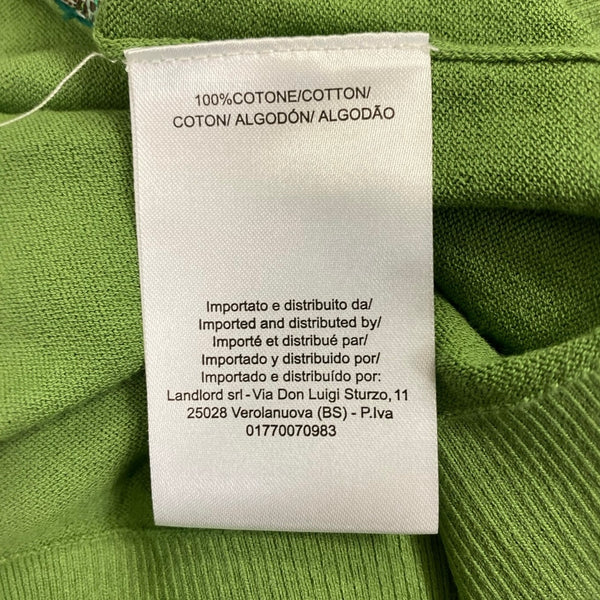 100%COTONE/COTTON/
COTON/ ALGODÓN/ ALGODÃO
Importato e distribuito da/
Imported and distributed by/
Importé et distribué par/
Importado y distribuido por/
Importado e distribuído por:
Landlord srl - Via Don Luigi Sturzo, 11
25028 Verolanuova (BS) - P.Iva
01770070983